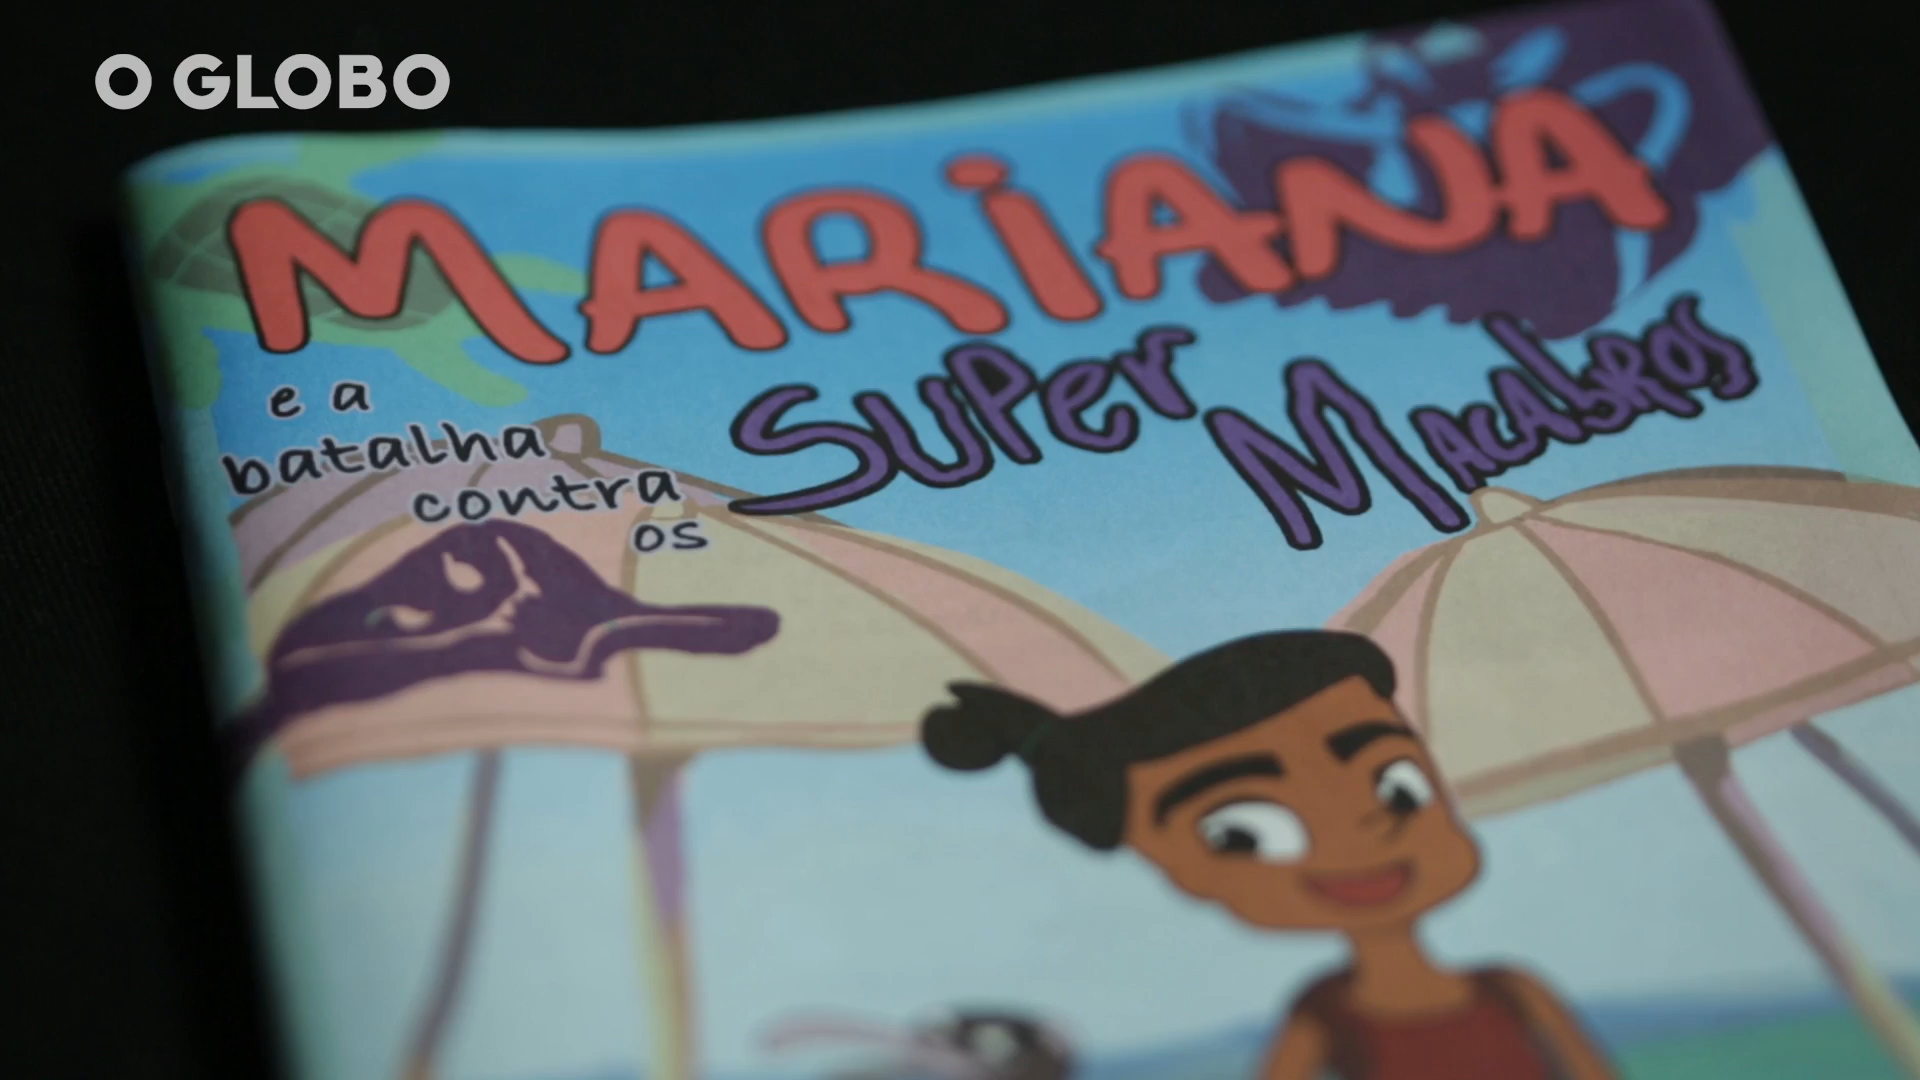 O GLOBO
MARiANA
e a
batalha
contra
os
SUPer MACAbROS